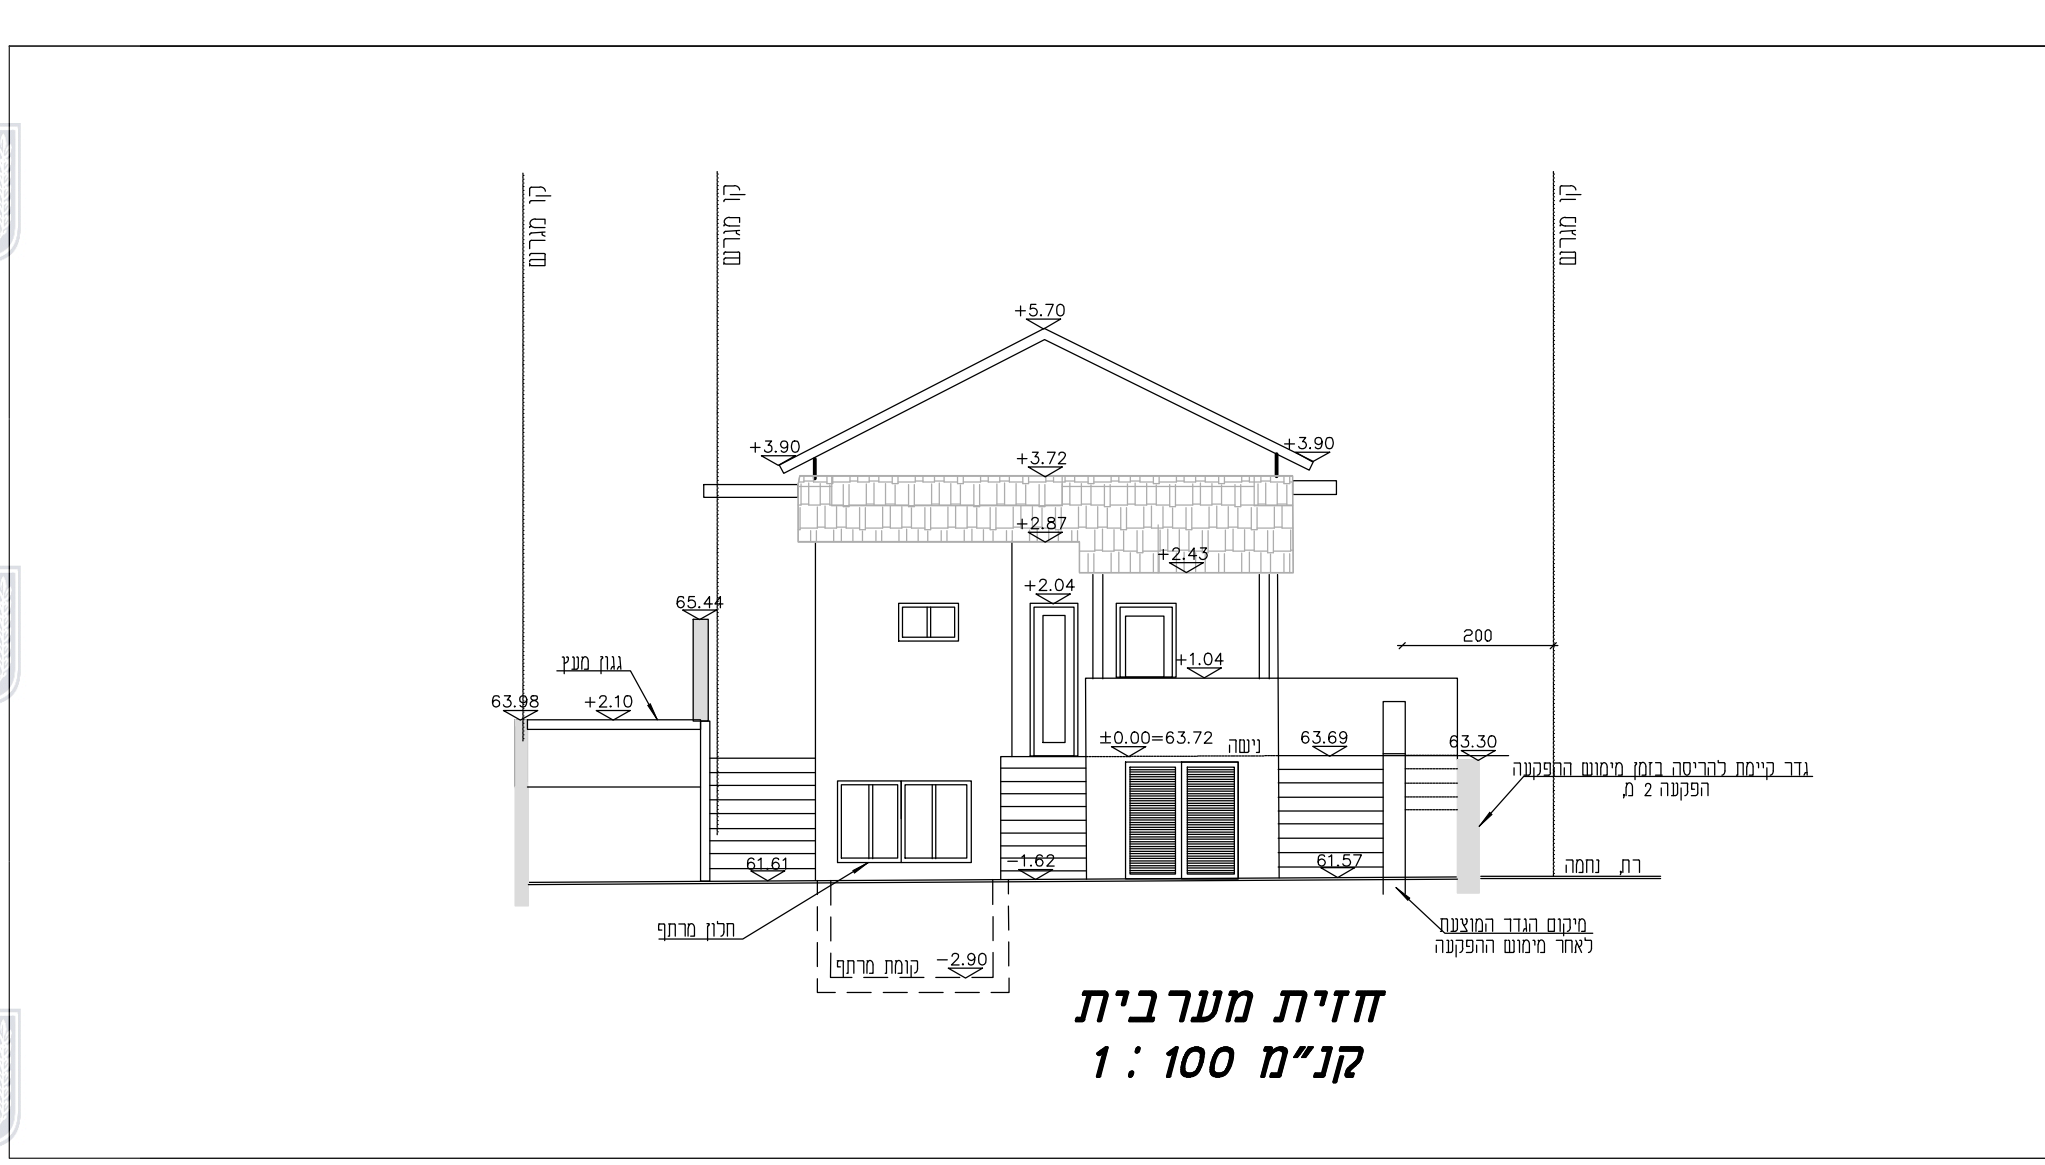 קו מגרש
קו מגרש
קו מגרש
+5.70
+3.90
+3.90
+3.72
+2.87
+2.43
+2.04
65.44
200
גגון מעץ
+1.04
63.98
+2.10
±0.00=63.72
נישה
63.69
63.30
גדר קיימת להריסה בזמן מימוש ההפקעה
הפקעה 2 מ,
61.61
-1.62
61.57
רח, נחמה
חלון מרתף
מיקום הגדר המוצעת
לאחר מימוש ההפקעה
קומת מרתף
-2.90
חזית מערבית
קנ"מ 100 : 1